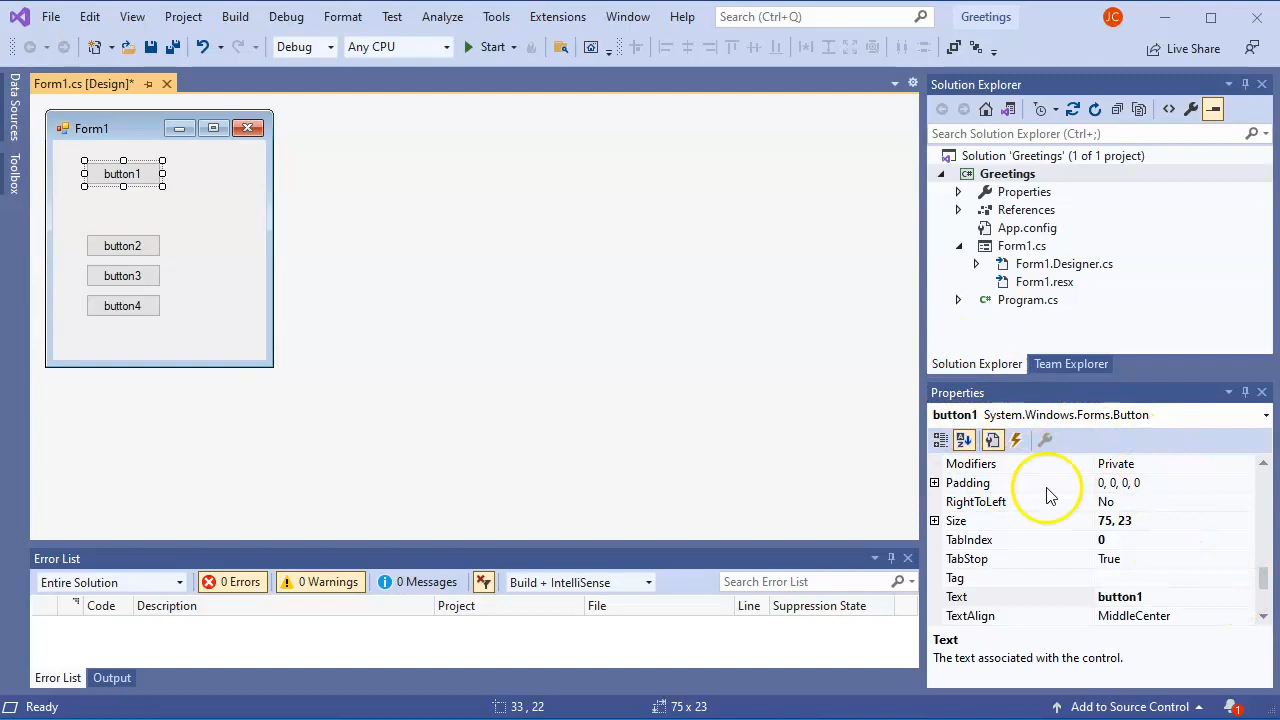 File Edit View Project Build Debug Format Test Analyze Tools Extensions Window Help Search (Ctrl+Q) Greetings JC
Debug Any CPU Start Live Share
Data Sources
Toolbox
Form1.cs [Design]*
Form1
button1
button2
button3
button4
Solution Explorer
Search Solution Explorer (Ctrl+;)
Solution 'Greetings' (1 of 1 project)
C# Greetings
Properties
References
App.config
Form1.cs
Form1.Designer.cs
Form1.resx
C# Program.cs
Solution Explorer Team Explorer
Properties
button1 System.Windows.Forms.Button
Modifiers Private
Padding 0, 0, 0, 0
RightToLeft No
Size 75, 23
TabIndex 0
TabStop True
Tag
Text button1
TextAlign MiddleCenter
Text
The text associated with the control.
Error List
Entire Solution 0 Errors 0 Warnings 0 Messages Build + IntelliSense Search Error List
Code Description Project File Line Suppression State
Error List Output
Ready 33 , 22 75 x 23 Add to Source Control 1